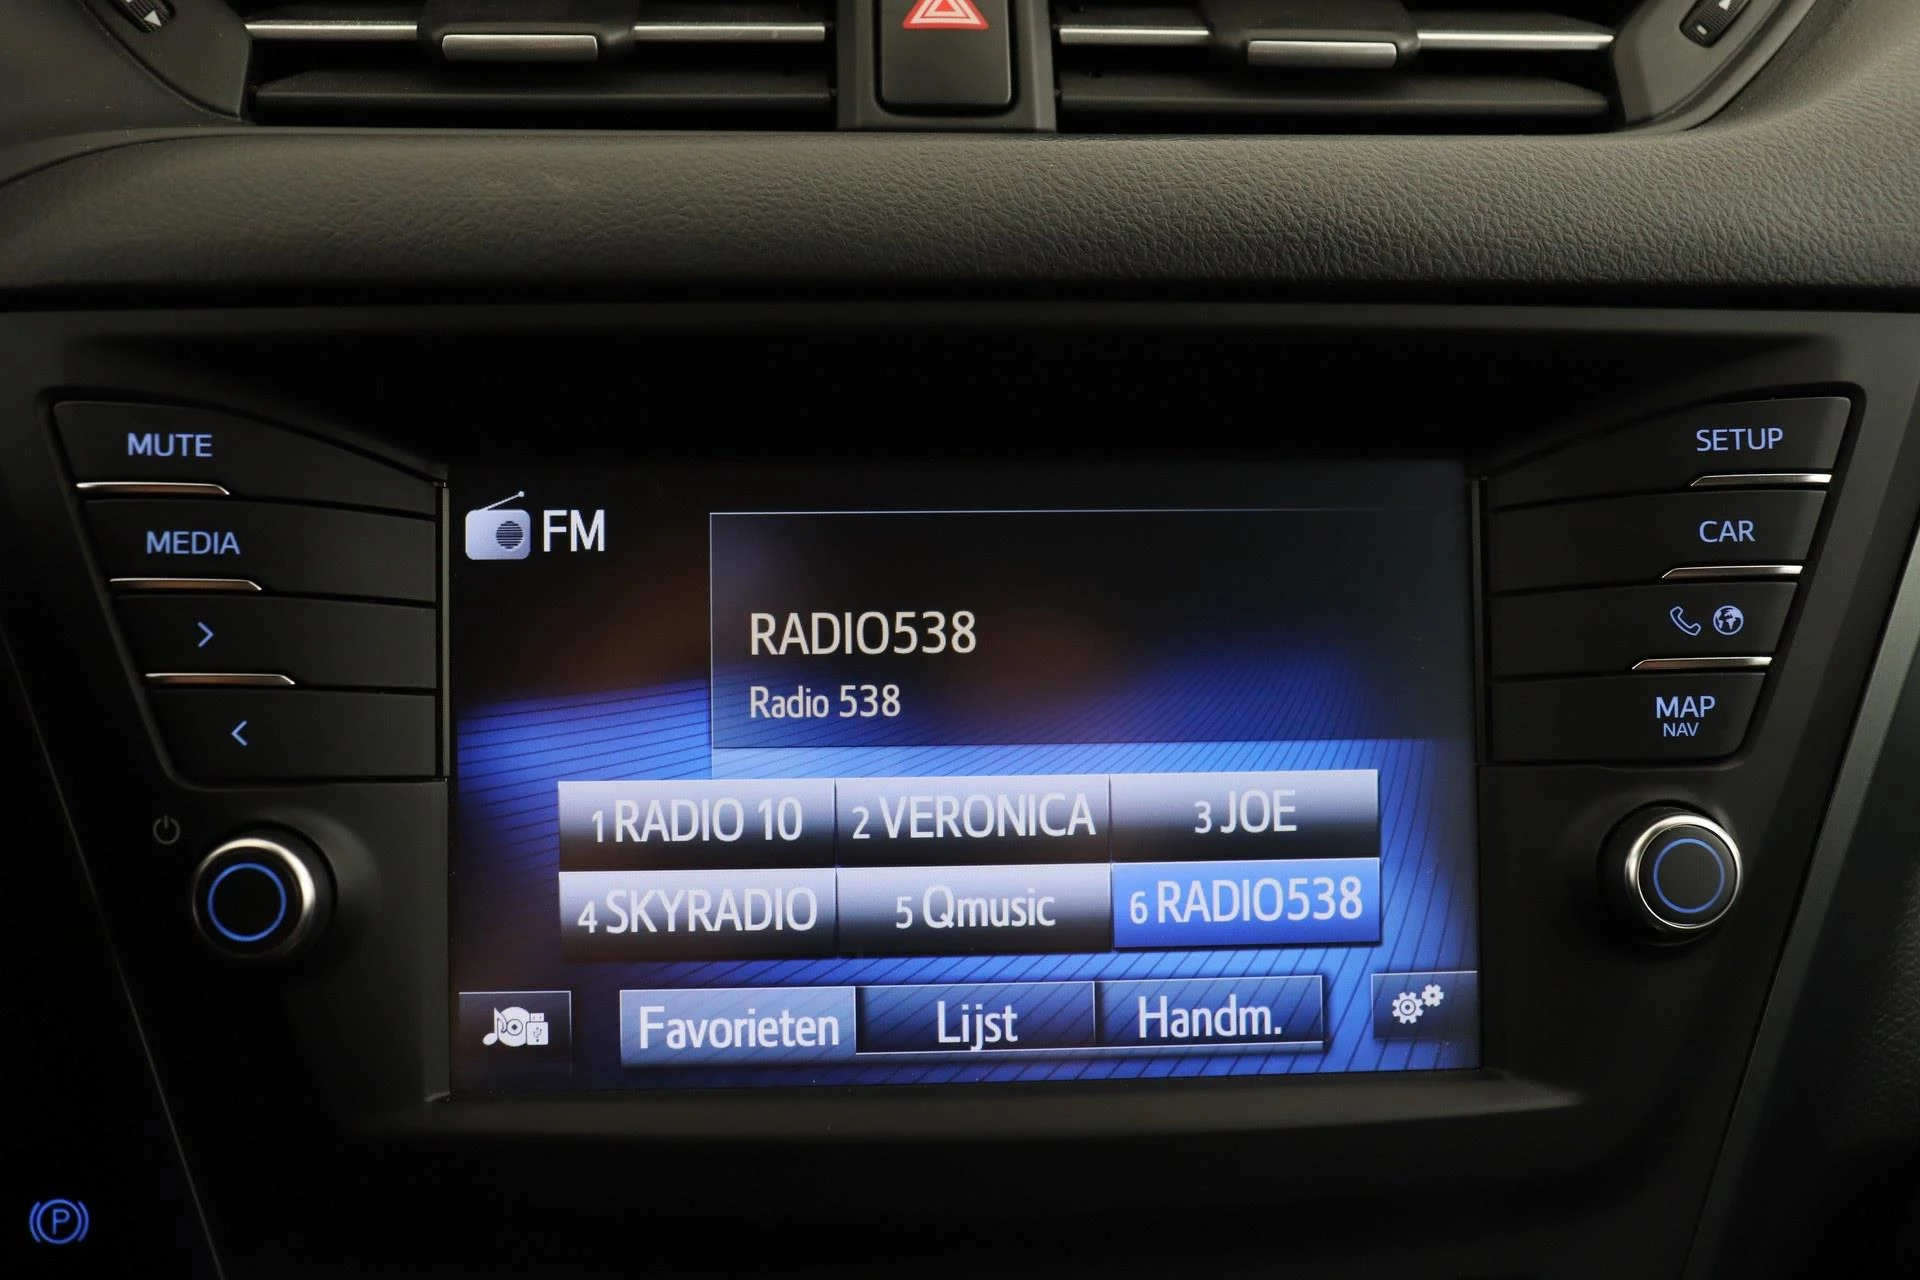 MUTE
MEDIA
FM
RADIO538
Radio 538
1 RADIO 10
2 VERONICA
3 JOE
4 SKYRADIO
5 Qmusic
6 RADIO538
Favorieten
Lijst
Handm.
SETUP
CAR
MAP
NAV
P